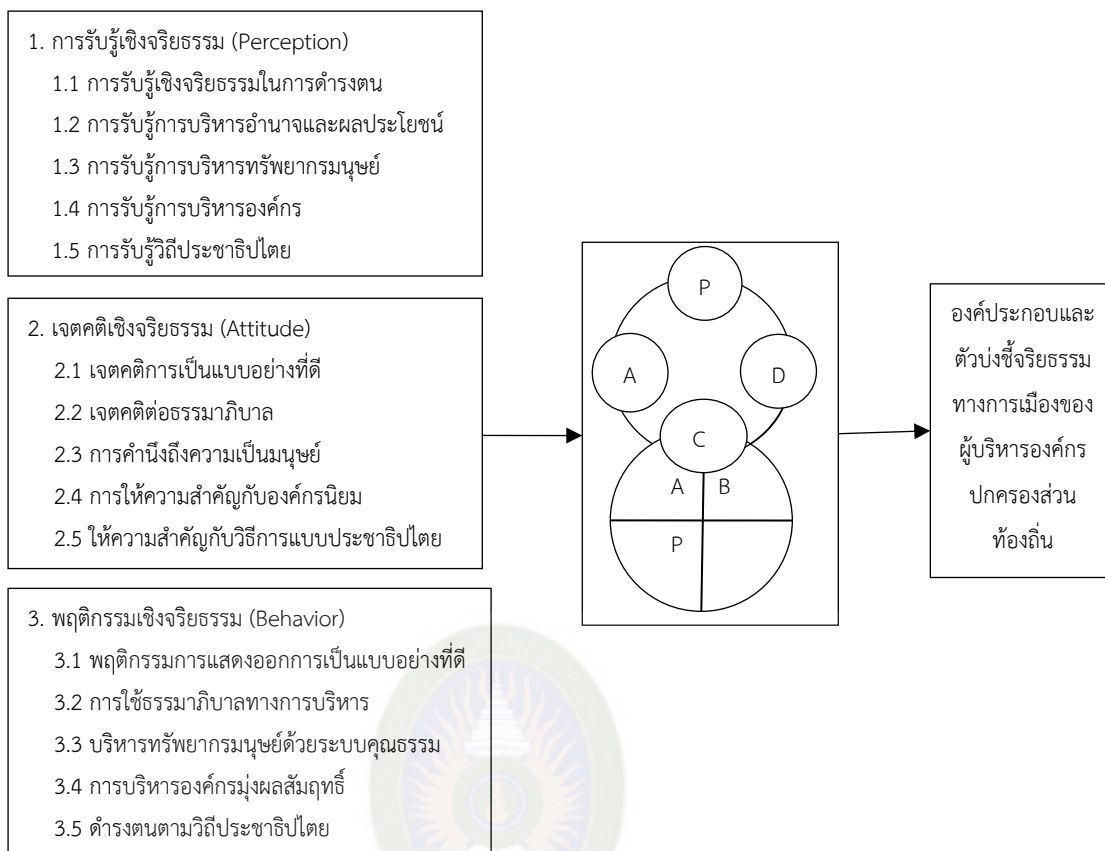 1. การรับรู้เชิงจริยธรรม (Perception)
1.1 การรับรู้เชิงจริยธรรมในการดำรงตน
1.2 การรับรู้การบริหารอำนาจและผลประโยชน์
1.3 การรับรู้การบริหารทรัพยากรมนุษย์
1.4 การรับรู้การบริหารองค์กร
1.5 การรับรู้วิถีประชาธิปไตย
2. เจตคติเชิงจริยธรรม (Attitude)
2.1 เจตคติการเป็นแบบอย่างที่ดี
2.2 เจตคติต่อธรรมาภิบาล
2.3 การคำนึงถึงความเป็นมนุษย์
2.4 การให้ความสำคัญกับองค์กรนิยม
2.5 ให้ความสำคัญกับวิธีการแบบประชาธิปไตย
3. พฤติกรรมเชิงจริยธรรม (Behavior)
3.1 พฤติกรรมการแสดงออกการเป็นแบบอย่างที่ดี
3.2 การใช้ธรรมาภิบาลทางการบริหาร
3.3 บริหารทรัพยากรมนุษย์ด้วยระบบคุณธรรม
3.4 การบริหารองค์กรมุ่งผลสัมฤทธิ์
3.5 ดำรงตนตามวิถีประชาธิปไตย
P
A D
C
A B
P
องค์ประกอบและ
ตัวบ่งชี้จริยธรรม
ทางการเมืองของ
ผู้บริหารองค์กร
ปกครองส่วน
ท้องถิ่น